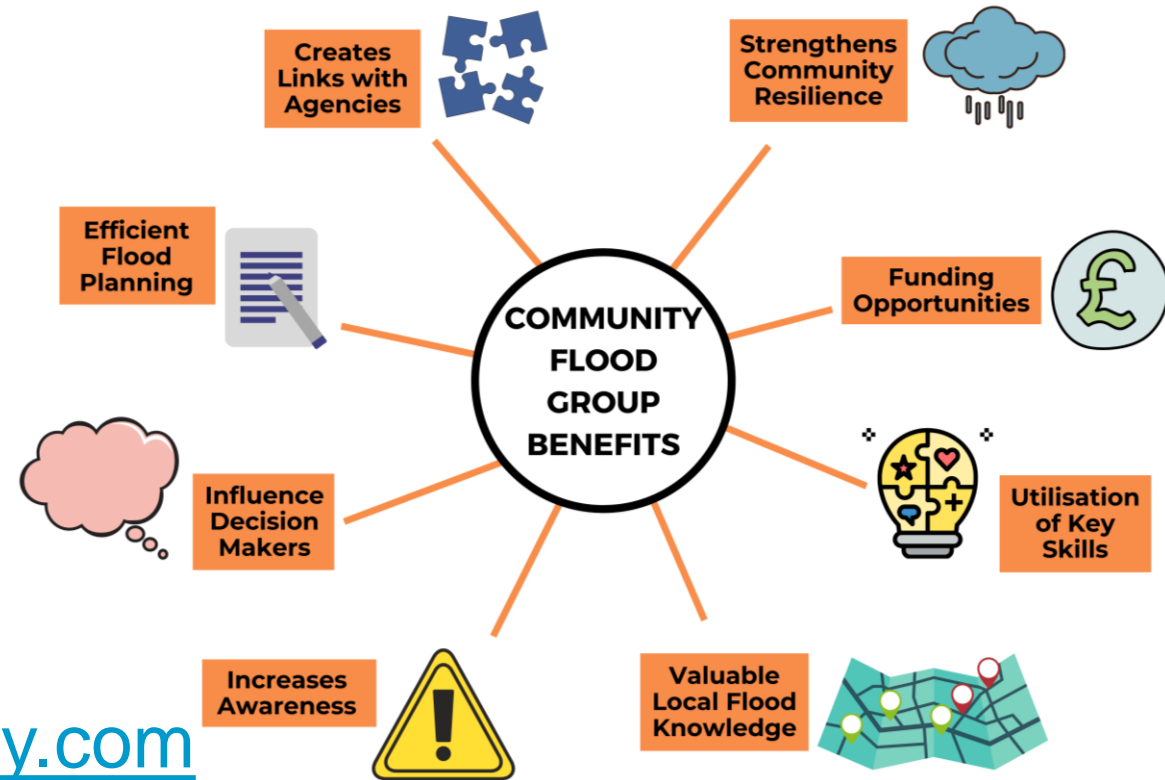 Creates
Links with
Agencies
Strengthens
Community
Resilience
Efficient
Flood
Planning
Funding
Opportunities
£
COMMUNITY
FLOOD
GROUP
BENEFITS
Influence
Decision
Makers
Utilisation
of Key
Skills
Increases
Awareness
!
Valuable
Local Flood
Knowledge
y.com